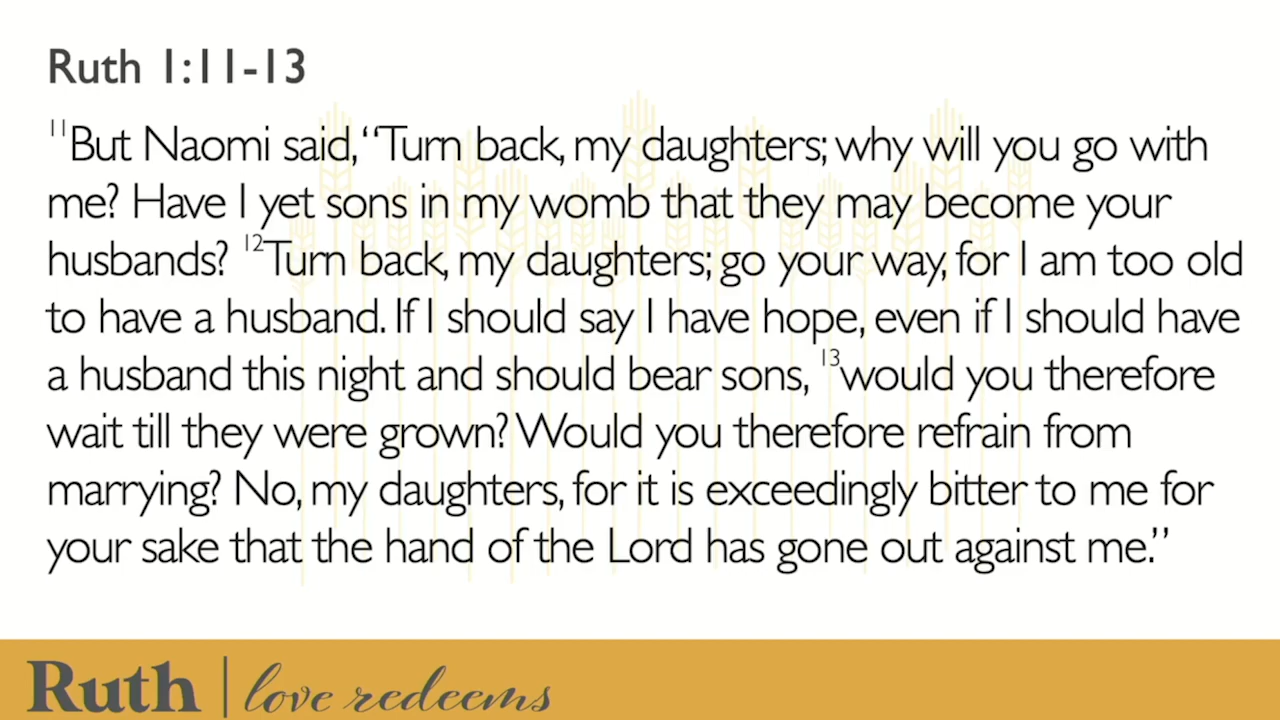 Ruth 1:11-13
11But Naomi said, “Turn back, my daughters; why will you go with
me? Have I yet sons in my womb that they may become your
husbands? 12Turn back, my daughters; go your way, for I am too old
to have a husband. If I should say I have hope, even if I should have
a husband this night and should bear sons, 13would you therefore
wait till they were grown? Would you therefore refrain from
marrying? No, my daughters, for it is exceedingly bitter to me for
your sake that the hand of the Lord has gone out against me.”
Ruth | love redeems